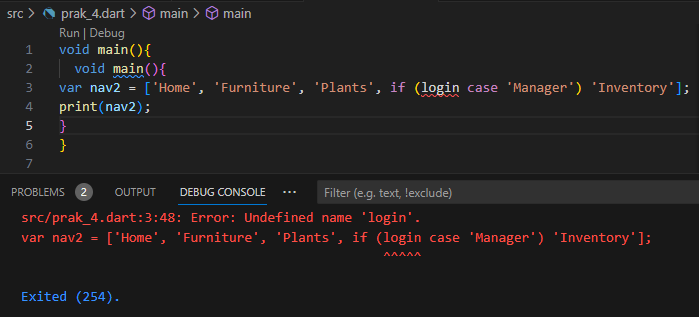 src > prak_4.dart > main > main
Run | Debug
1 void main(){
2 void main(){
3 var nav2 = ['Home', 'Furniture', 'Plants', if (login case 'Manager') 'Inventory'];
4 print(nav2);
5 }
6 }
7
PROBLEMS 2 OUTPUT DEBUG CONSOLE ··· Filter (e.g. text, !exclude)
src/prak_4.dart:3:48: Error: Undefined name 'login'.
var nav2 = ['Home', 'Furniture', 'Plants', if (login case 'Manager') 'Inventory'];
^^^^^
Exited (254).